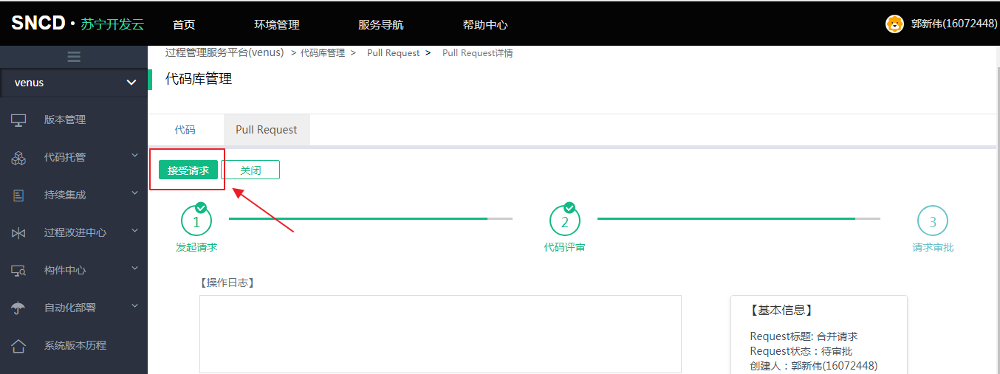 SNCD·苏宁开发云 首页 环境管理 服务导航 帮助中心 郭新伟(16072448)
过程管理服务平台(venus) > 代码库管理 > Pull Request > Pull Request详情
venus
代码库管理
版本管理
代码托管
持续集成
过程改进中心
构件中心
自动化部署
系统版本历程
代码 Pull Request
接受请求 关闭
1 2 3
发起请求 代码评审 请求审批
【操作日志】
【基本信息】
Request标题: 合并请求
Request状态：待审批
创建人：郭新伟(16072448)